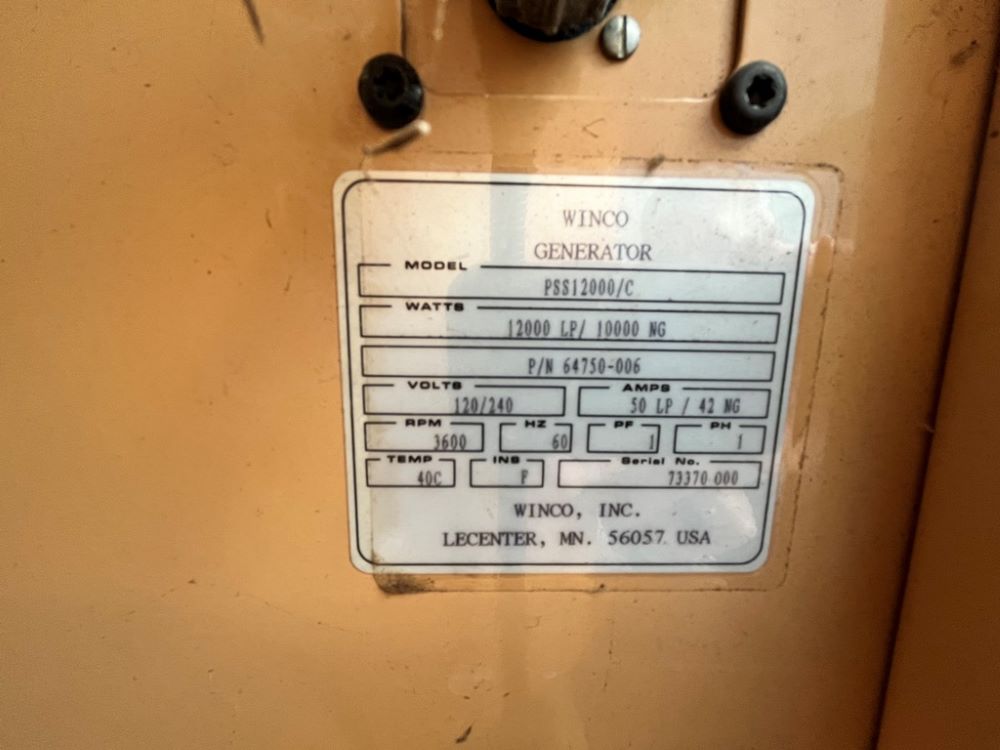 WINCO
GENERATOR
MODEL
PSS12000/C
WATTS
12000 LP/ 10000 NG
P/N 64750-006
VOLTS AMPS
120/240 50 LP / 42 NG
RPM HZ PF PH
3600 60 1 1
TEMP INS Serial No.
40C F 73370 000
WINCO, INC.
LECENTER, MN. 56057 USA